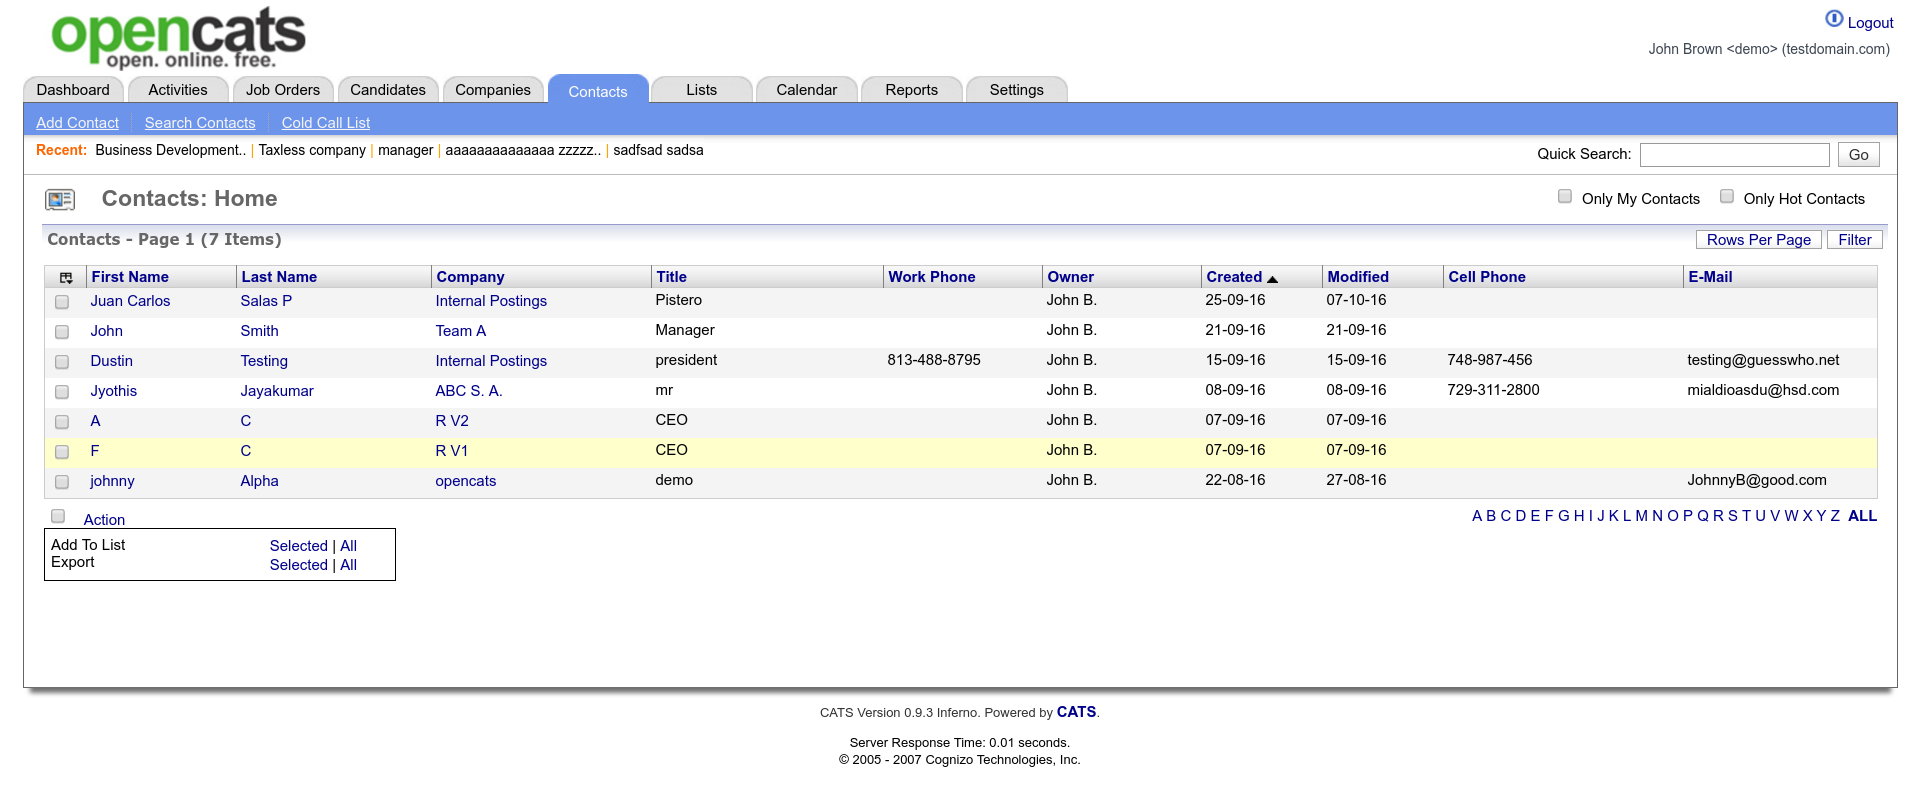 opencats
open. online. free.
Logout
John Brown <demo> (testdomain.com)
Dashboard Activities Job Orders Candidates Companies Contacts Lists Calendar Reports Settings
Add Contact Search Contacts Cold Call List
Recent: Business Development.. | Taxless company | manager | aaaaaaaaaaaaaa zzzzz.. | sadfsad sadsa
Quick Search: Go
Contacts: Home
Only My Contacts Only Hot Contacts
Contacts - Page 1 (7 Items)
Rows Per Page Filter
First Name Last Name Company Title Work Phone Owner Created Modified Cell Phone E-Mail
Juan Carlos Salas P Internal Postings Pistero John B. 25-09-16 07-10-16
John Smith Team A Manager John B. 21-09-16 21-09-16
Dustin Testing Internal Postings president 813-488-8795 John B. 15-09-16 15-09-16 748-987-456 testing@guesswho.net
Jyothis Jayakumar ABC S. A. mr John B. 08-09-16 08-09-16 729-311-2800 mialdioasdu@hsd.com
A C R V2 CEO John B. 07-09-16 07-09-16
F C R V1 CEO John B. 07-09-16 07-09-16
johnny Alpha opencats demo John B. 22-08-16 27-08-16 JohnnyB@good.com
Action
A B C D E F G H I J K L M N O P Q R S T U V W X Y Z ALL
Add To List Selected | All
Export Selected | All
CATS Version 0.9.3 Inferno. Powered by CATS.
Server Response Time: 0.01 seconds.
© 2005 - 2007 Cognizo Technologies, Inc.